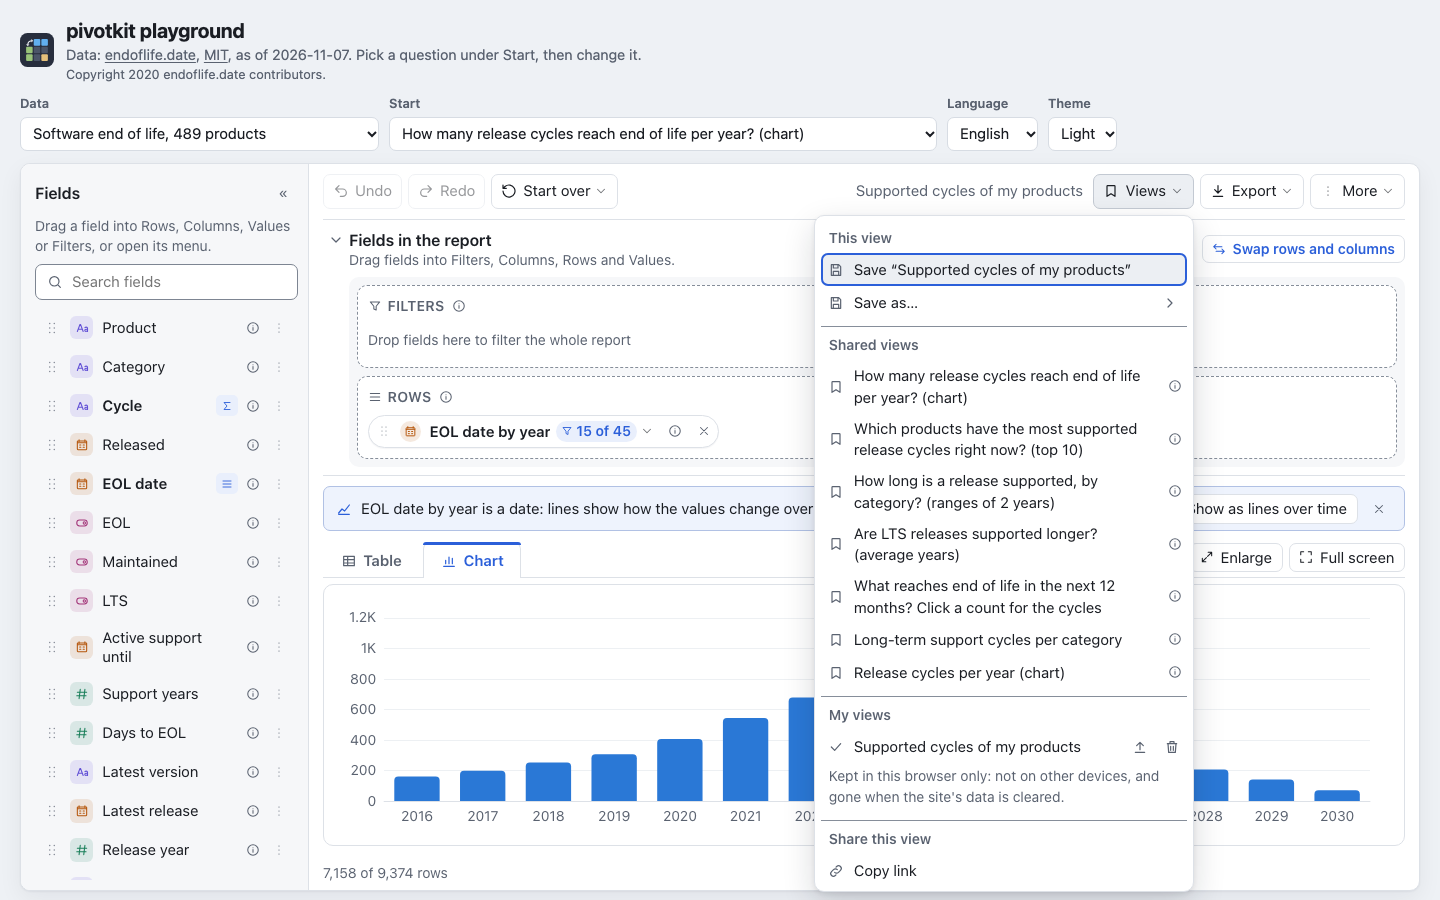 pivotkit playground
Data: endoflife.date, MIT, as of 2026-11-07. Pick a question under Start, then change it.
Copyright 2020 endoflife.date contributors.
Data
Start
Language
Theme
Software end of life, 489 products
How many release cycles reach end of life per year? (chart)
English
Light
Fields
«
Drag a field into Rows, Columns, Values
or Filters, or open its menu.
Search fields
Aa Product
Aa Category
Aa Cycle Σ
Released
EOL date
EOL
Maintained
LTS
Active support
until
# Support years
# Days to EOL
Aa Latest version
Latest release
Release year
Undo
Redo
Start over
Supported cycles of my products
Views
Export
More
Fields in the report
Drag fields into Filters, Columns, Rows and Values.
Swap rows and columns
FILTERS
Drop fields here to filter the whole report
ROWS
EOL date by year 15 of 45
EOL date by year is a date: lines show how the values change over
Show as lines over time
Table
Chart
Enlarge
Full screen
1.2K
1K
800
600
400
200
0
2016 2017 2018 2019 2020 2021 2028 2029 2030
7,158 of 9,374 rows
This view
Save “Supported cycles of my products”
Save as...
Shared views
How many release cycles reach end of life
per year? (chart)
Which products have the most supported
release cycles right now? (top 10)
How long is a release supported, by
category? (ranges of 2 years)
Are LTS releases supported longer?
(average years)
What reaches end of life in the next 12
months? Click a count for the cycles
Long-term support cycles per category
Release cycles per year (chart)
My views
Supported cycles of my products
Kept in this browser only: not on other devices, and
gone when the site's data is cleared.
Share this view
Copy link